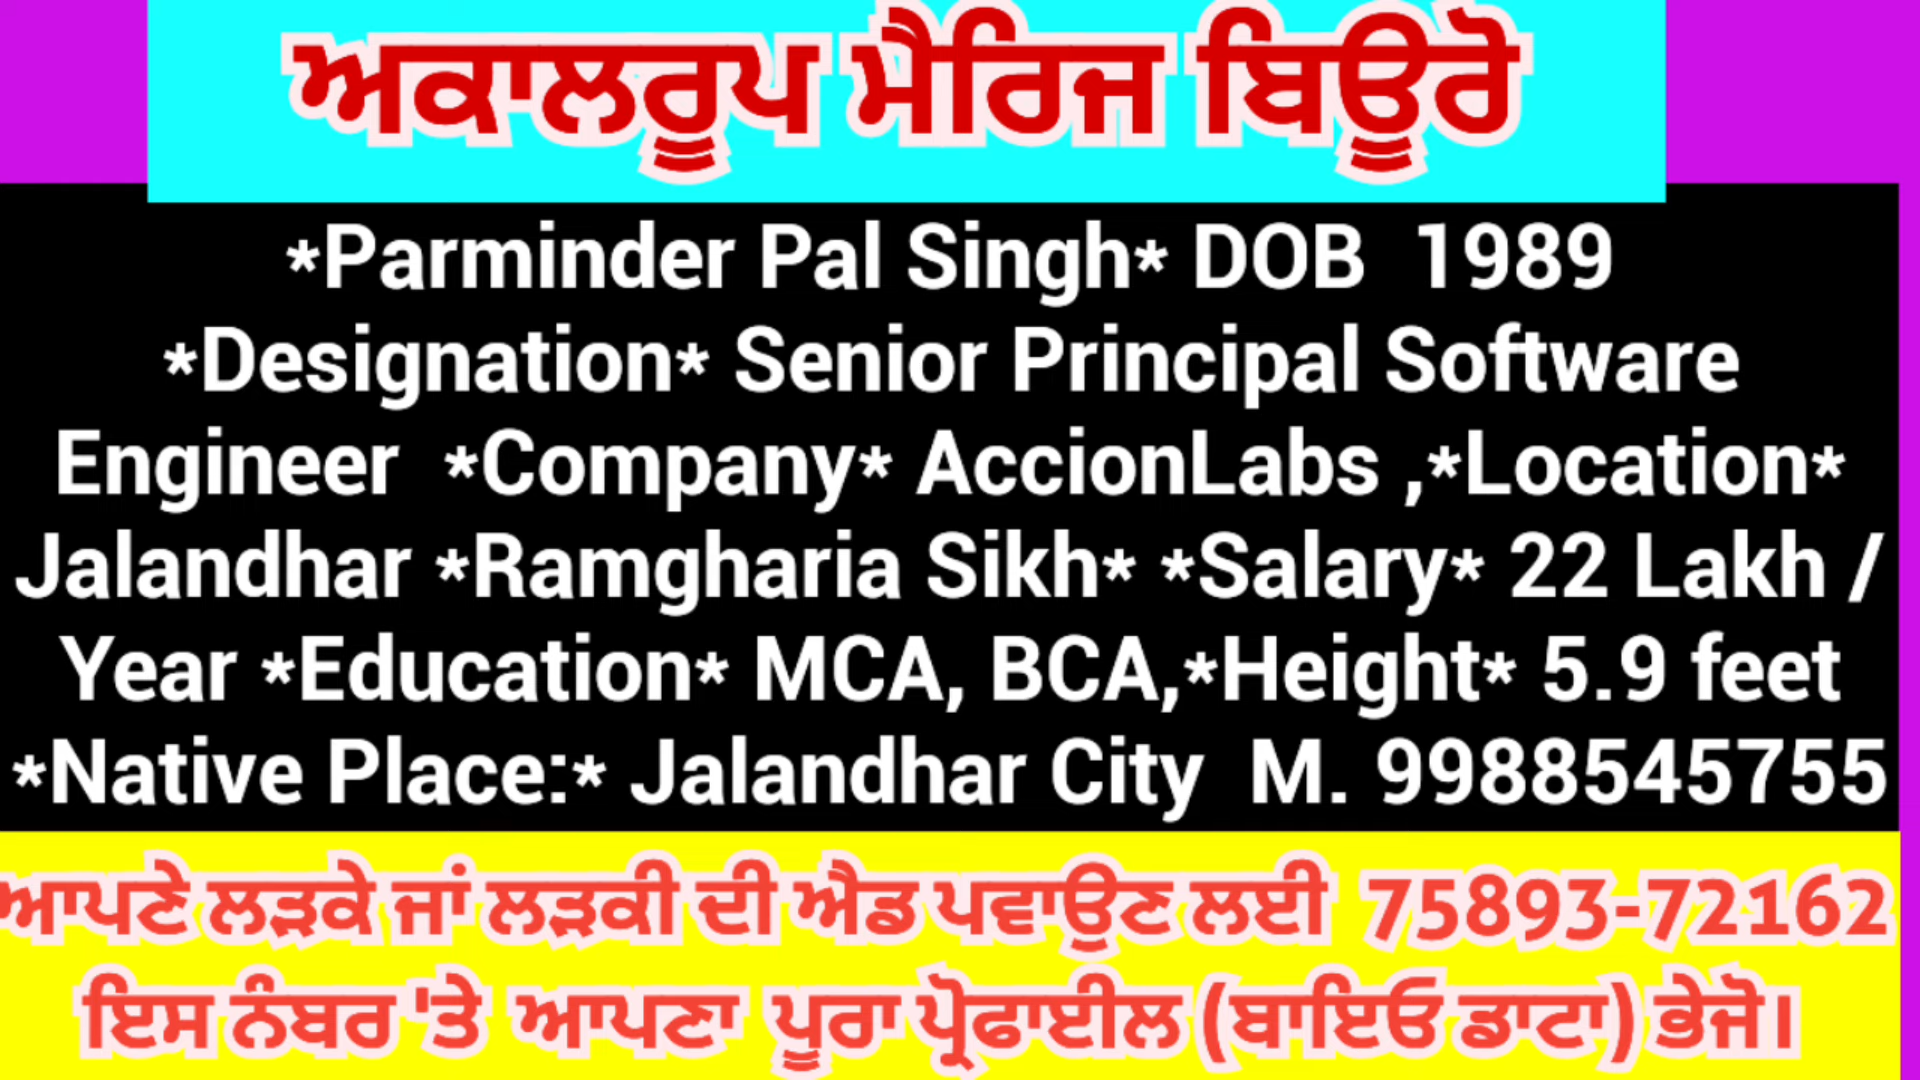 ਅਕਾਲਰੂਪ ਮੈਰਿਜ ਬਿਊਰੋ
*Parminder Pal Singh* DOB  1989
*Designation* Senior Principal Software
Engineer  *Company* AccionLabs ,*Location*
Jalandhar *Ramgharia Sikh* *Salary* 22 Lakh /
Year *Education* MCA, BCA,*Height* 5.9 feet
*Native Place:* Jalandhar City  M. 9988545755
ਆਪਣੇ ਲੜਕੇ ਜਾਂ ਲੜਕੀ ਦੀ ਐਡ ਪਵਾਉਣ ਲਈ  75893-72162
ਇਸ ਨੰਬਰ 'ਤੇ  ਆਪਣਾ  ਪੂਰਾ ਪ੍ਰੋਫਾਈਲ (ਬਾਇਓ ਡਾਟਾ) ਭੇਜੋ।